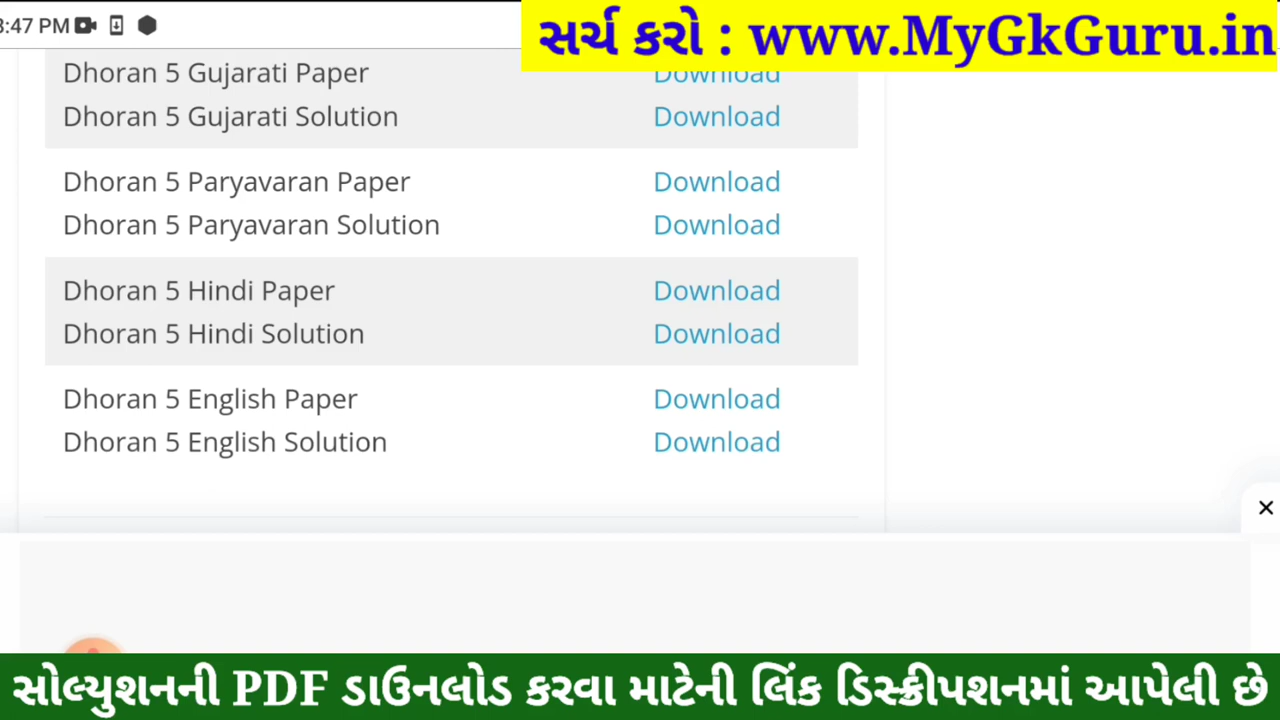 3:47 PM
સર્ચ કરો : www.MyGkGuru.in
Dhoran 5 Gujarati Paper Download
Dhoran 5 Gujarati Solution Download
Dhoran 5 Paryavaran Paper Download
Dhoran 5 Paryavaran Solution Download
Dhoran 5 Hindi Paper Download
Dhoran 5 Hindi Solution Download
Dhoran 5 English Paper Download
Dhoran 5 English Solution Download
સોલ્યુશનની PDF ડાઉનલોડ કરવા માટેની લિંક ડિસ્ક્રીપશનમાં આપેલી છે